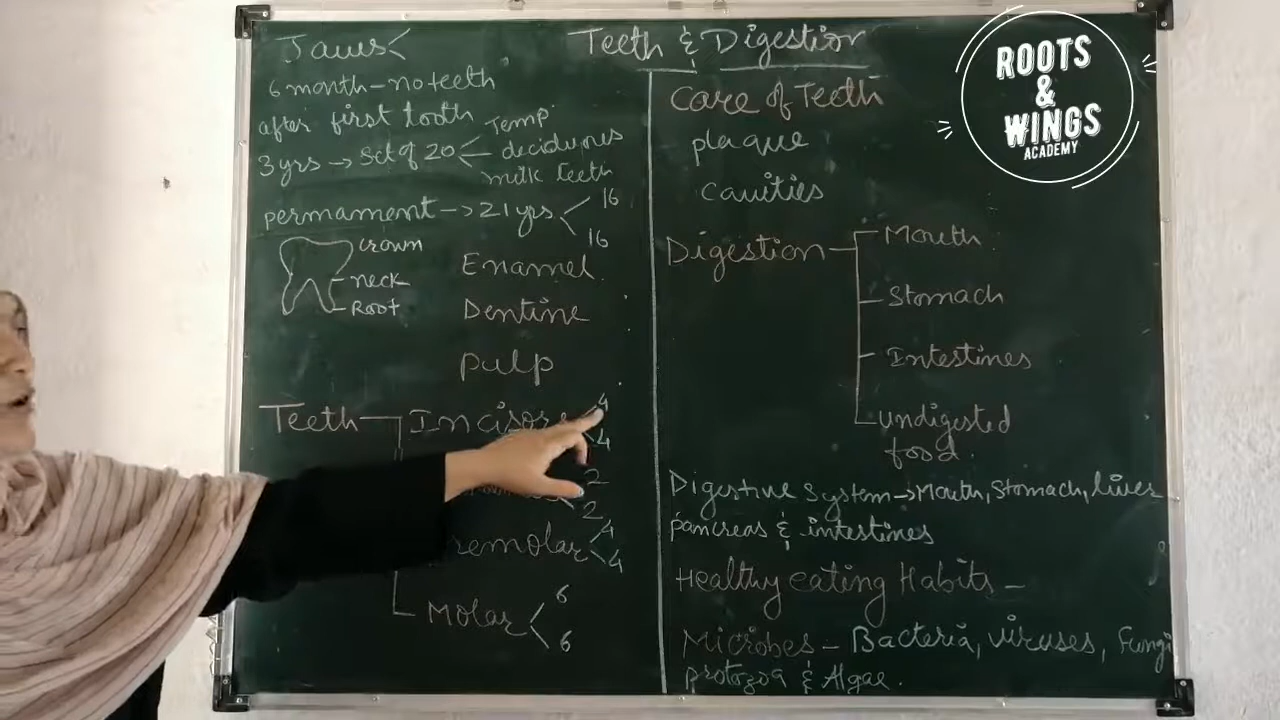 Teeth & Digestion
Jaws <
6 month - no teeth
after first tooth
3 yrs → Set of 20
Temp
deciduous
milk teeth
permament → 21 yrs
16
16
crown
neck
Root
Enamel
Dentine
pulp
Teeth
Incisors
4
4
2
2
remolar
4
4
Molar
6
6
Care of Teeth
plaque
cavities
Digestion
Mouth
Stomach
Intestines
Undigested
food.
Digestive System → Mouth, Stomach, liver
pancreas & intestines
Healthy eating Habits -
Microbes - Bacteria, viruses, Fungi
protozoa & Algae.
ROOTS
&
WINGS
ACADEMY